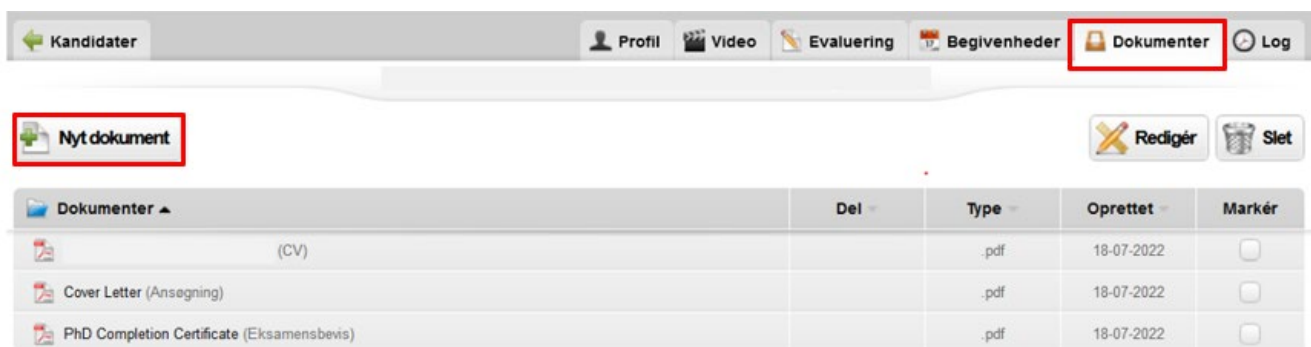 Kandidater Profil Video Evaluering Begivenheder Dokumenter Log
Nyt dokument Redigér Slet
Dokumenter Del Type Oprettet Markér
(CV) .pdf 18-07-2022
Cover Letter (Ansøgning) .pdf 18-07-2022
PhD Completion Certificate (Eksamensbevis) .pdf 18-07-2022